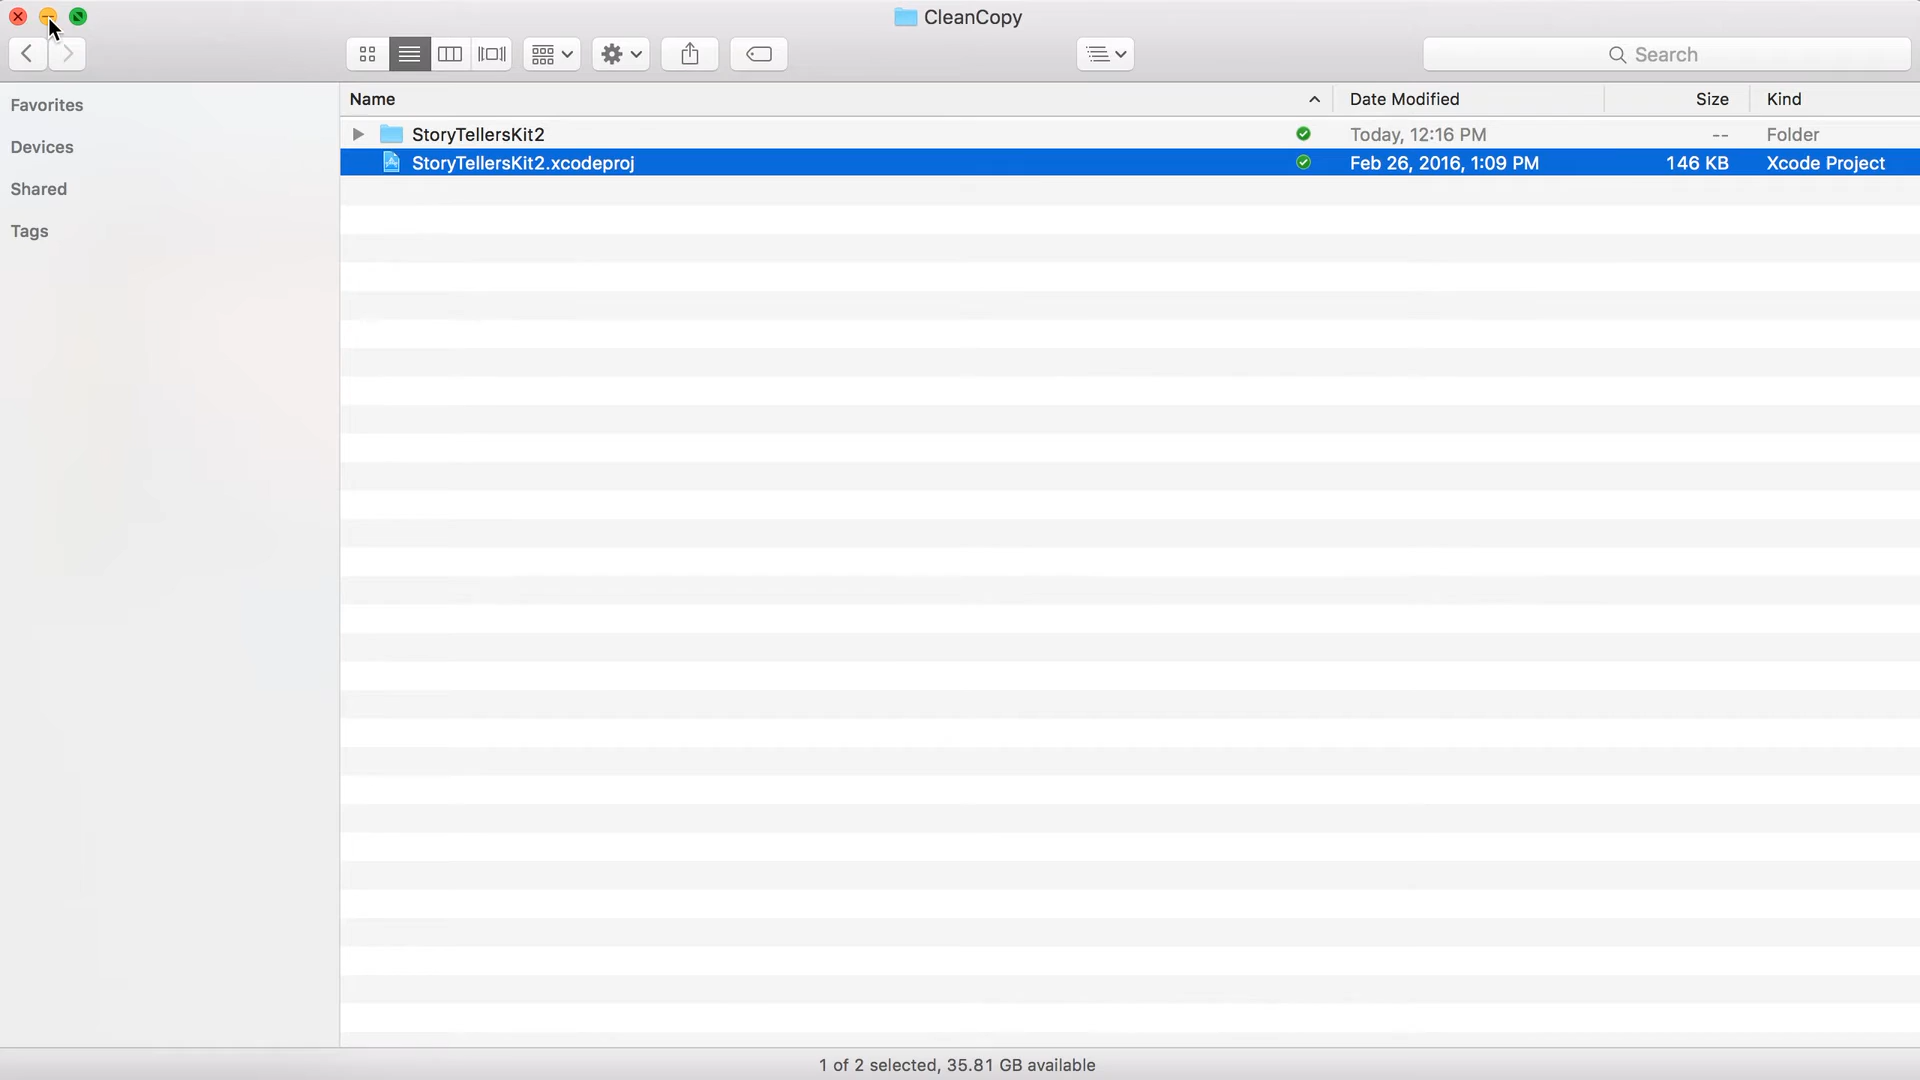 CleanCopy
Search
Favorites
Devices
Shared
Tags
Name Date Modified Size Kind
StoryTellersKit2 Today, 12:16 PM -- Folder
StoryTellersKit2.xcodeproj Feb 26, 2016, 1:09 PM 146 KB Xcode Project
1 of 2 selected, 35.81 GB available